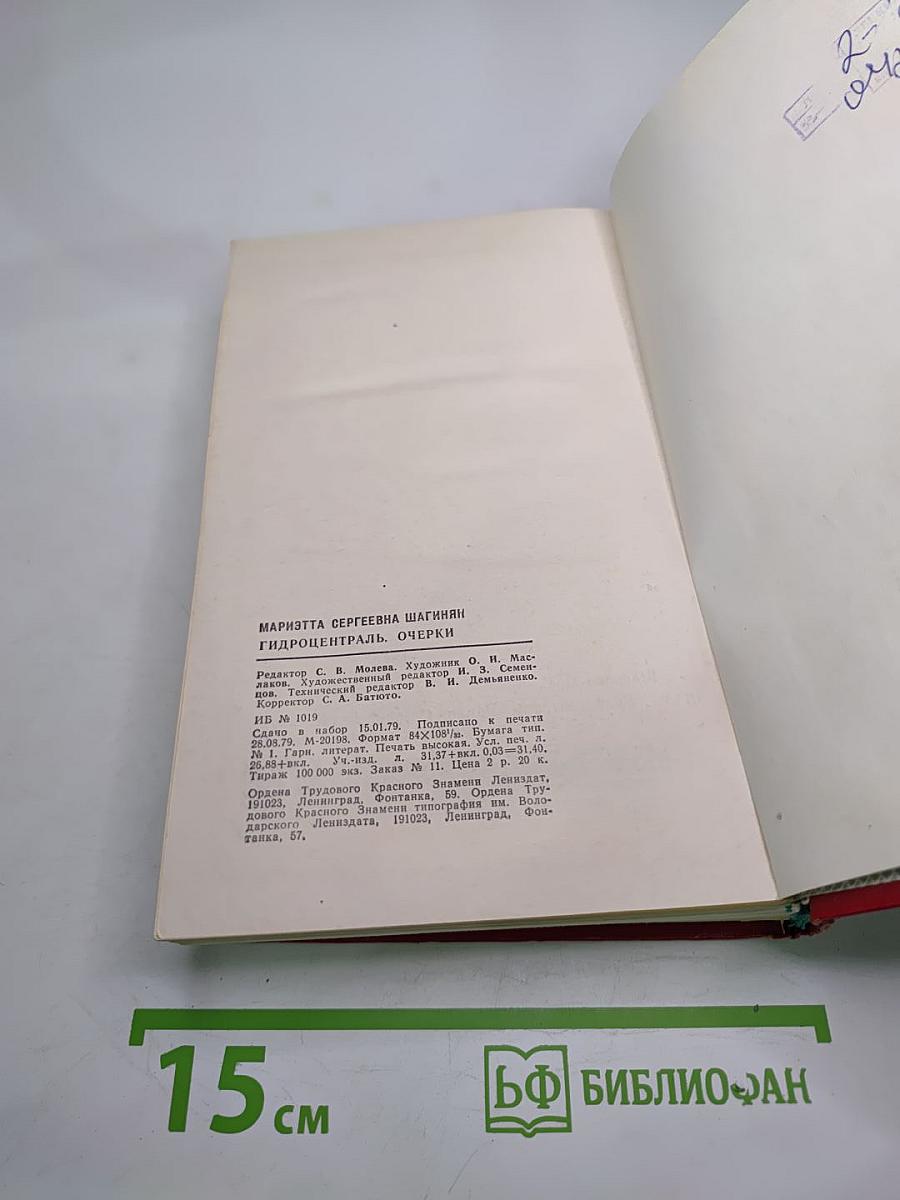 МАРИЭТТА СЕРГЕЕВНА ШАГИНЯН
ГИДРОЦЕНТРАЛЬ. ОЧЕРКИ
Редактор С. В. Молева. Художник О. И. Мас-
лаков. Художественный редактор И. З. Семен-
цов. Технический редактор В. И. Демьяненко.
Корректор С. А. Батюто.
ИБ № 1019
Сдано в набор 15.01.79. Подписано к печати
28.08.79. М-20198. Формат 84×108¹/₃₂. Бумага тип.
№ 1. Гарн. литерат. Печать высокая. Усл. печ. л.
26,88+вкл. Уч.-изд. л. 31,37+вкл. 0,03=31,40.
Тираж 100 000 экз. Заказ № 11. Цена 2 р. 20 к.
Ордена Трудового Красного Знамени Лениздат,
191023, Ленинград, Фонтанка, 59. Ордена Тру-
дового Красного Знамени типография им. Воло-
дарского Лениздата, 191023, Ленинград, Фон-
танка, 57.
15 см
БФ БИБЛИОФАН